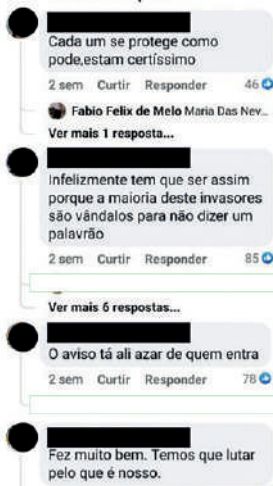 Cada um se protege como
pode,estam certíssimo
2 sem Curtir Responder 46
Fabio Felix de Melo Maria Das Nev...
Ver mais 1 resposta...
Infelizmente tem que ser assim
porque a maioria deste invasores
são vândalos para não dizer um
palavrão
2 sem Curtir Responder 85
Ver mais 6 respostas...
O aviso tá ali azar de quem entra
2 sem Curtir Responder 78
Fez muito bem. Temos que lutar
pelo que é nosso.